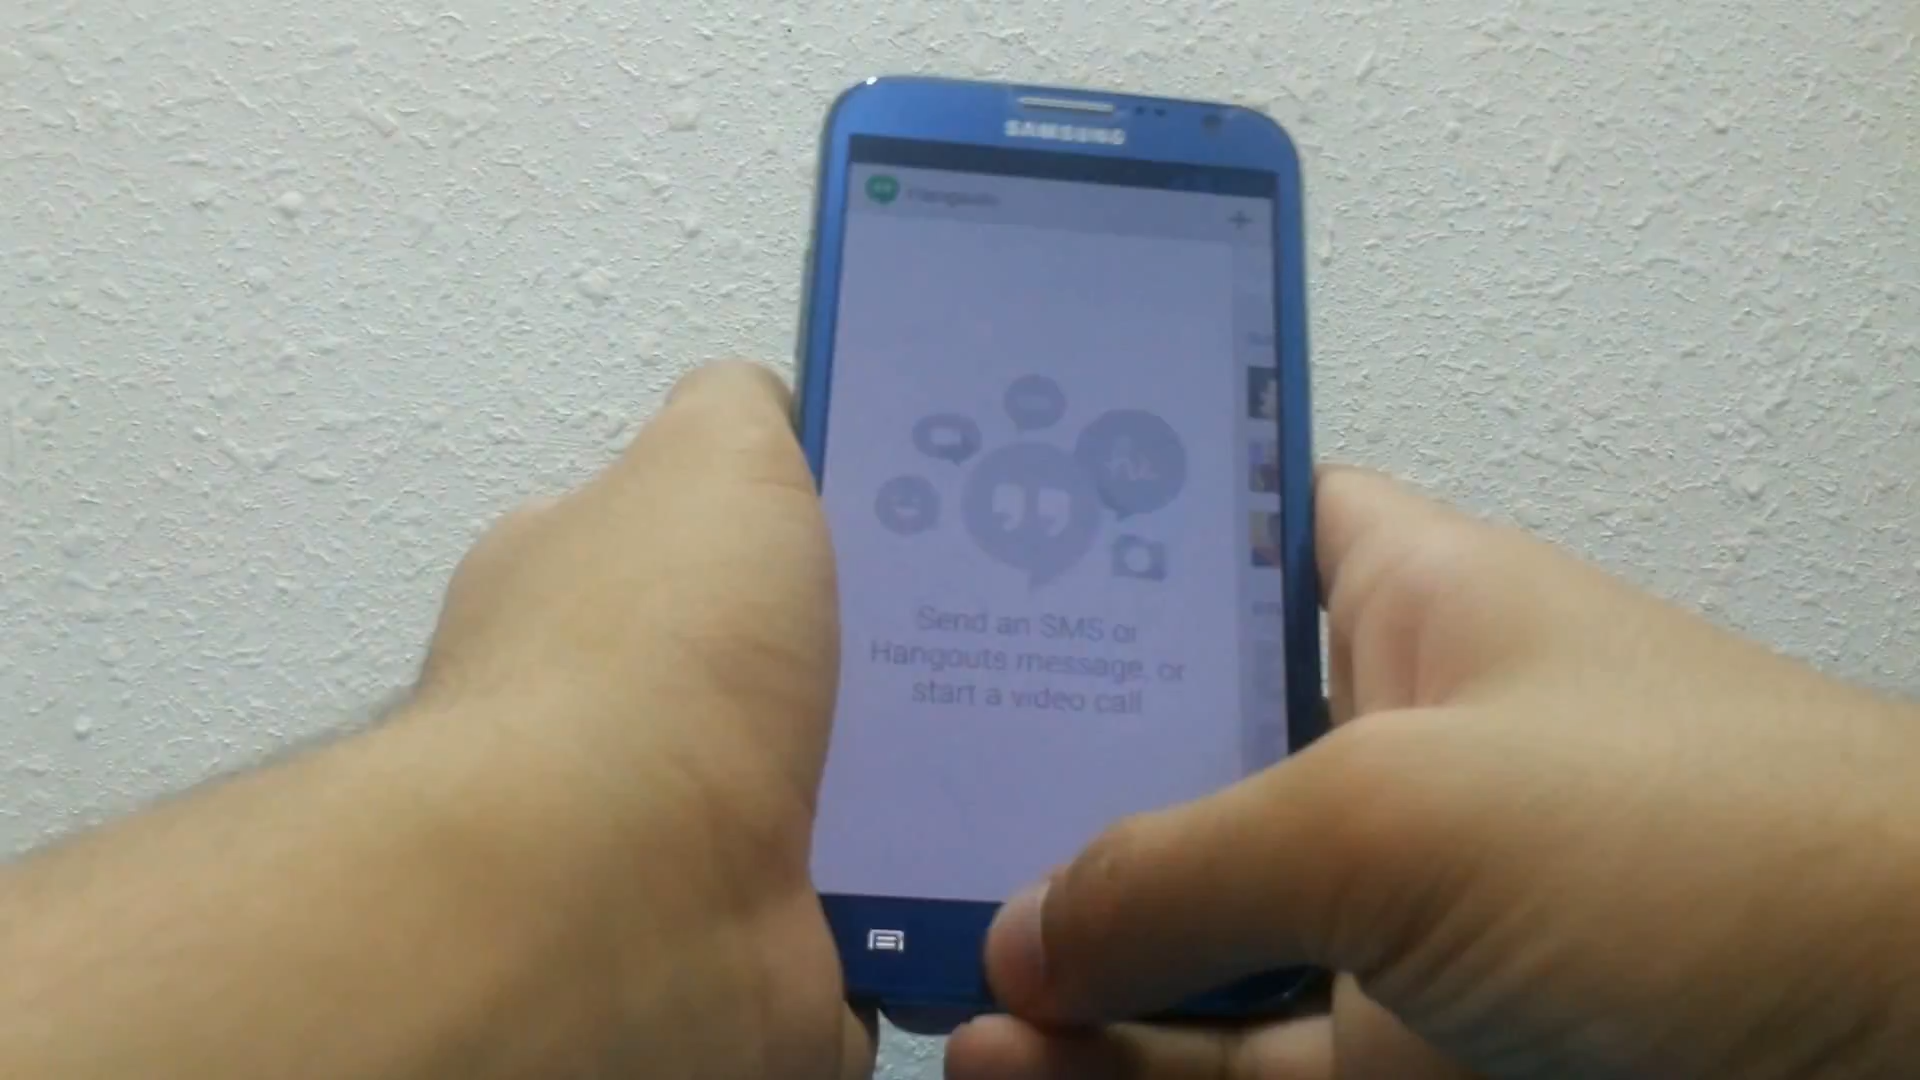 SAMSUNG
Hangouts
Send an SMS or
Hangouts message, or
start a video call